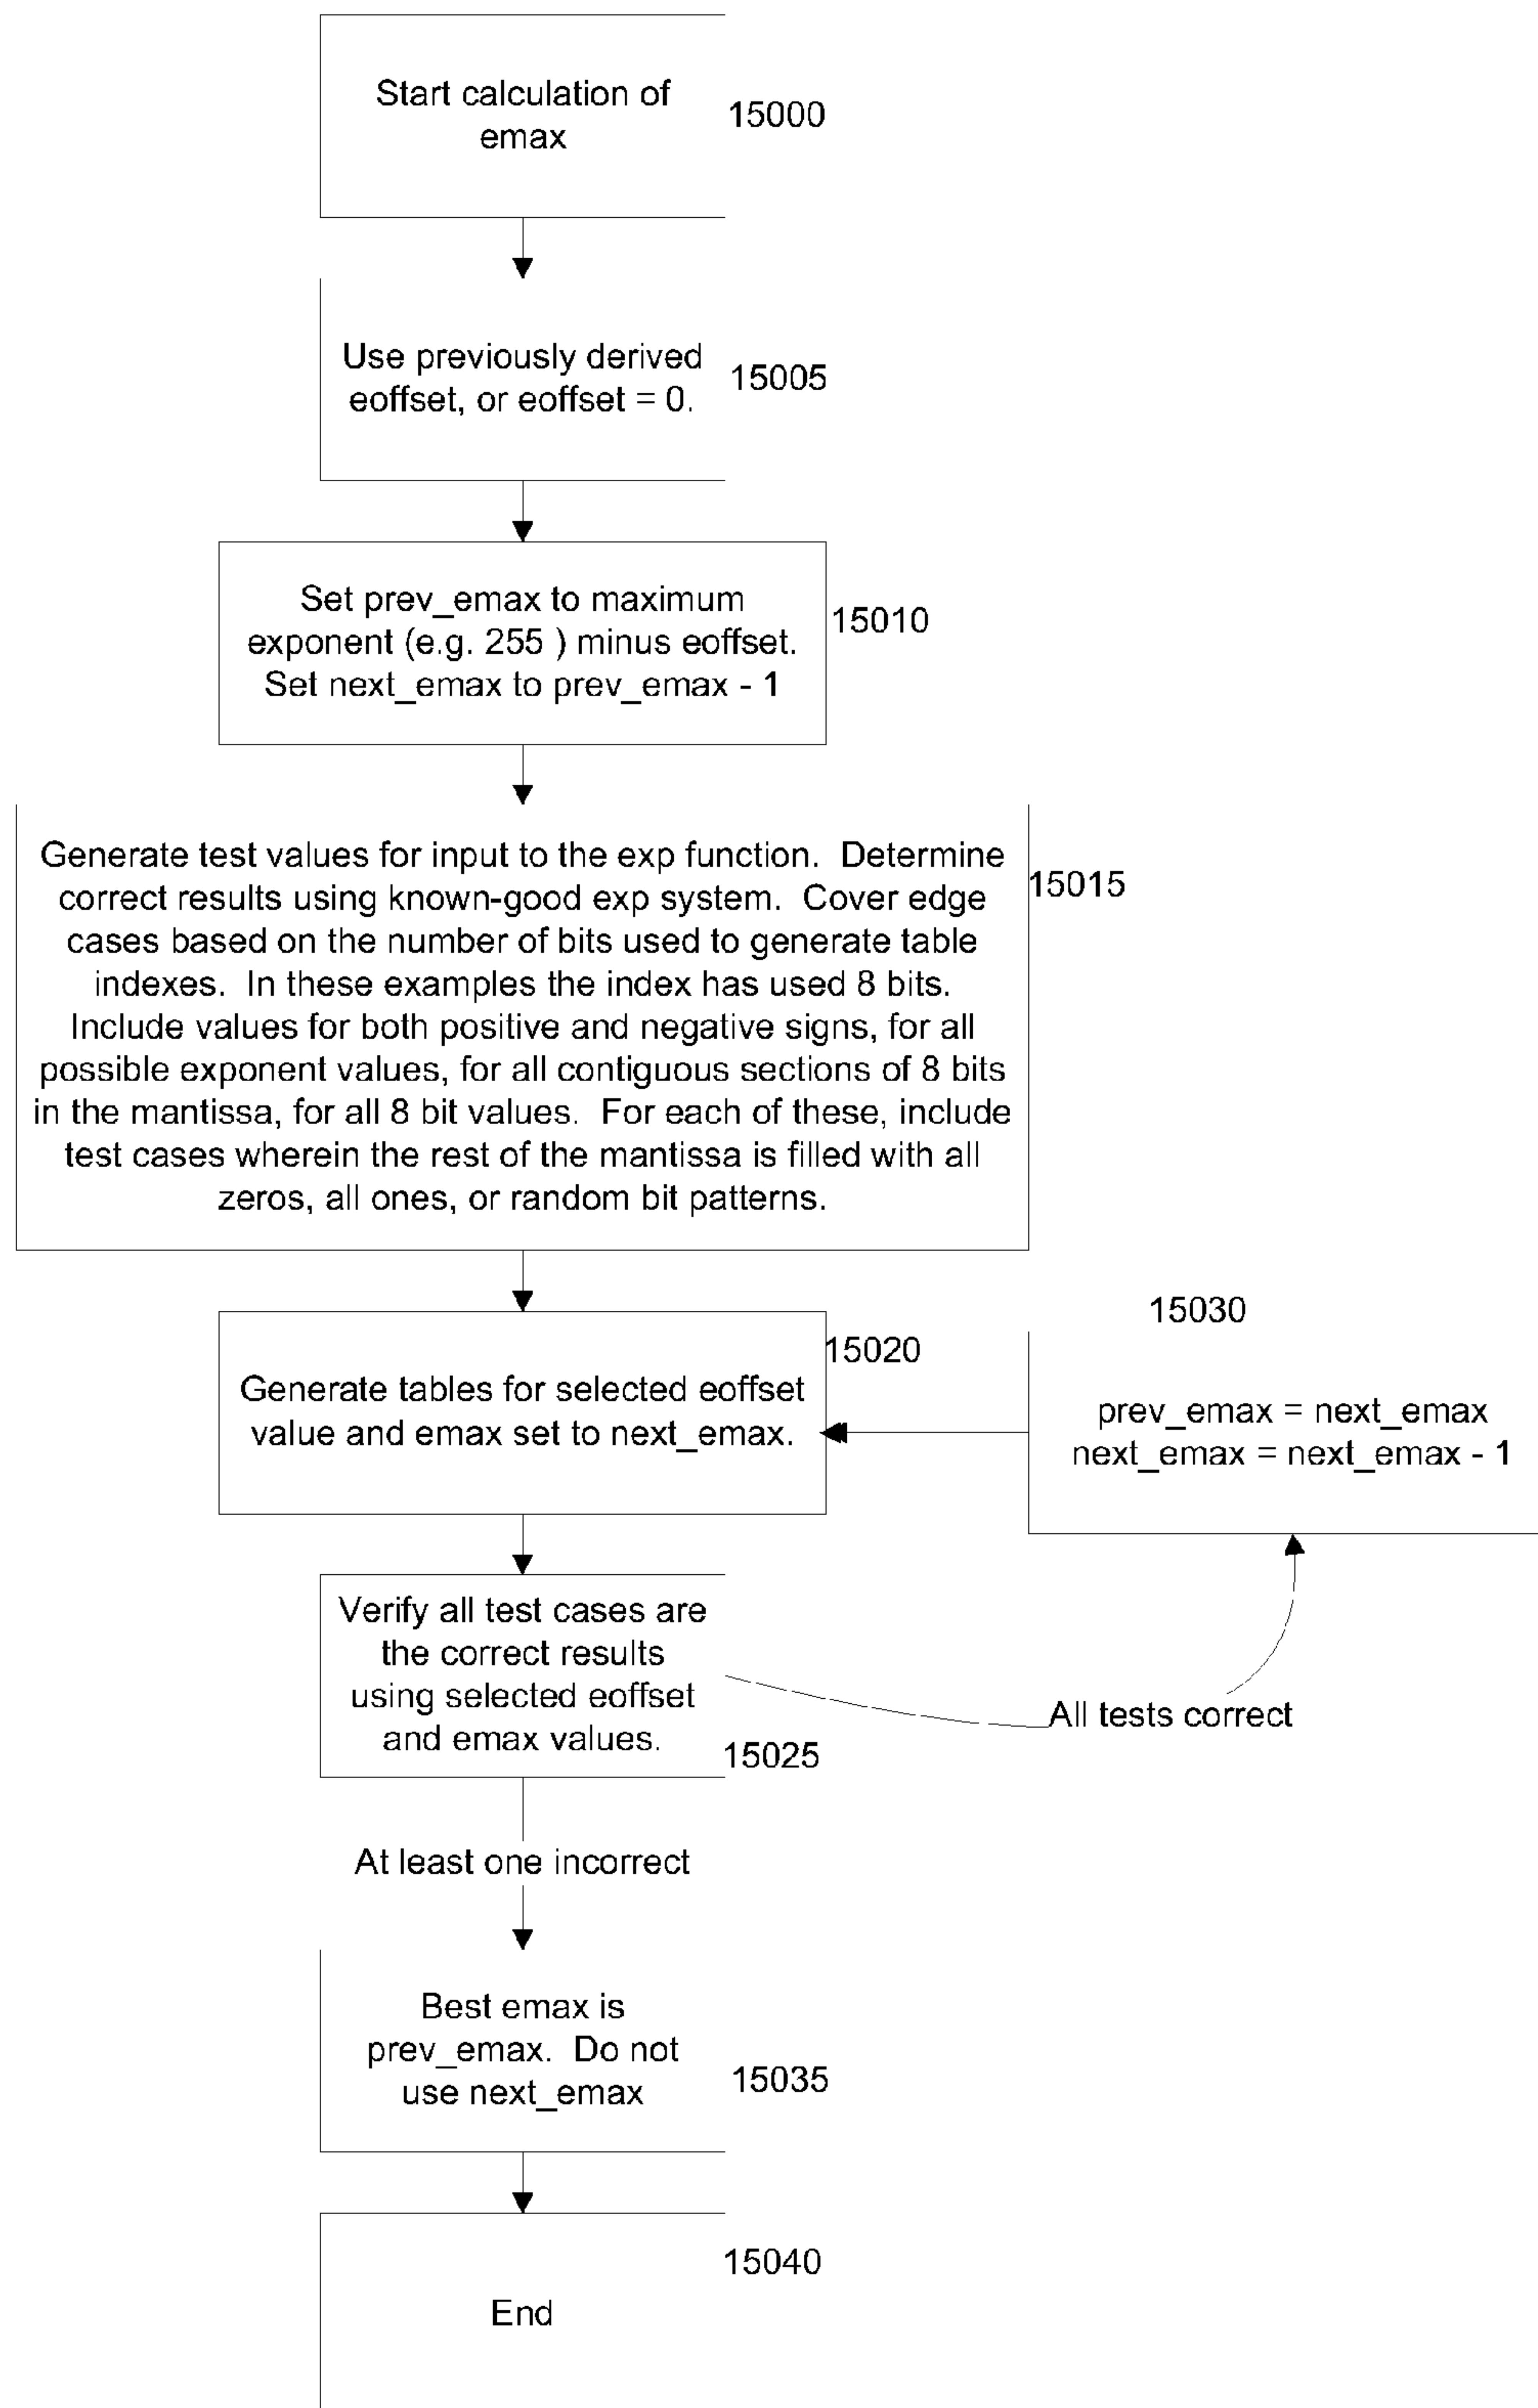 Start calculation of
emax
15000
Use previously derived
eoffset, or eoffset = 0.
15005
Set prev_emax to maximum
exponent (e.g. 255 ) minus eoffset.
Set next_emax to prev_emax - 1
15010
Generate test values for input to the exp function.  Determine
correct results using known-good exp system.  Cover edge
cases based on the number of bits used to generate table
indexes.  In these examples the index has used 8 bits.
Include values for both positive and negative signs, for all
possible exponent values, for all contiguous sections of 8 bits
in the mantissa, for all 8 bit values.  For each of these, include
test cases wherein the rest of the mantissa is filled with all
zeros, all ones, or random bit patterns.
15015
Generate tables for selected eoffset
value and emax set to next_emax.
15020
15030
prev_emax = next_emax
next_emax = next_emax - 1
Verify all test cases are
the correct results
using selected eoffset
and emax values.
15025
All tests correct
At least one incorrect
Best emax is
prev_emax.  Do not
use next_emax
15035
15040
End